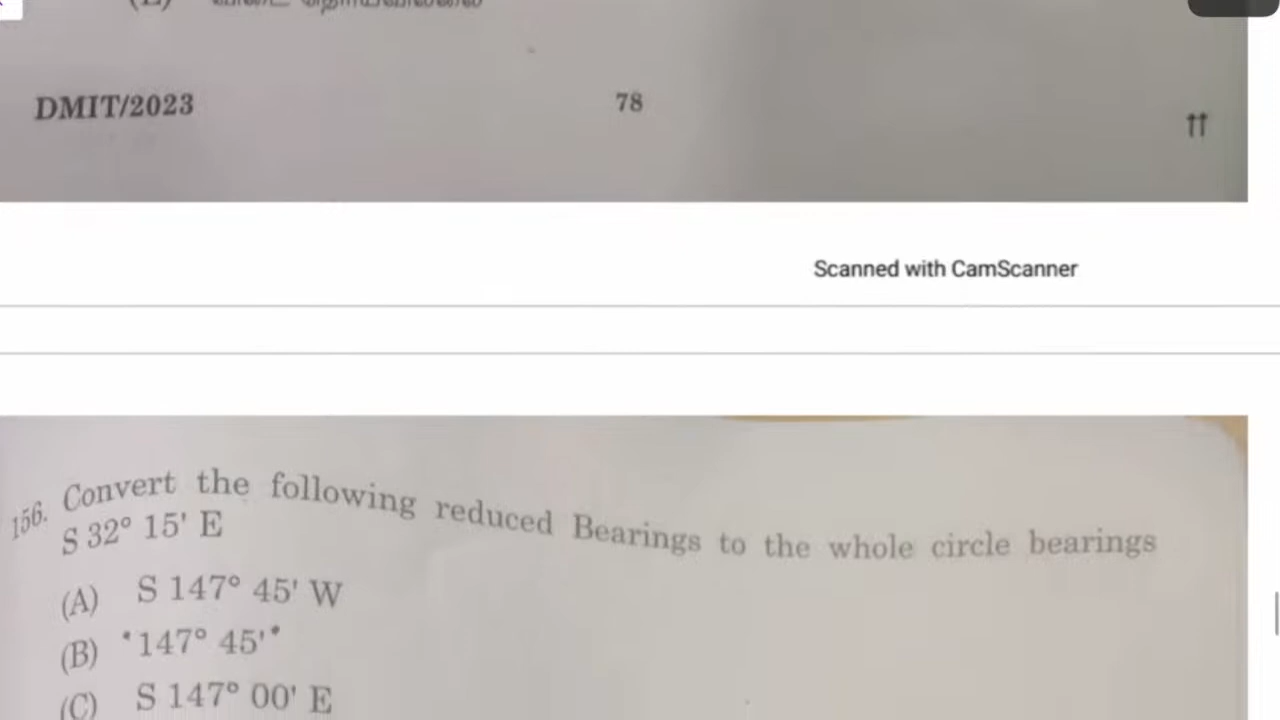 DMIT/2023
78
↑↑
Scanned with CamScanner
156. Convert the following reduced Bearings to the whole circle bearings
S 32° 15' E
(A) S 147° 45' W
(B) •147° 45'•
(C) S 147° 00' E